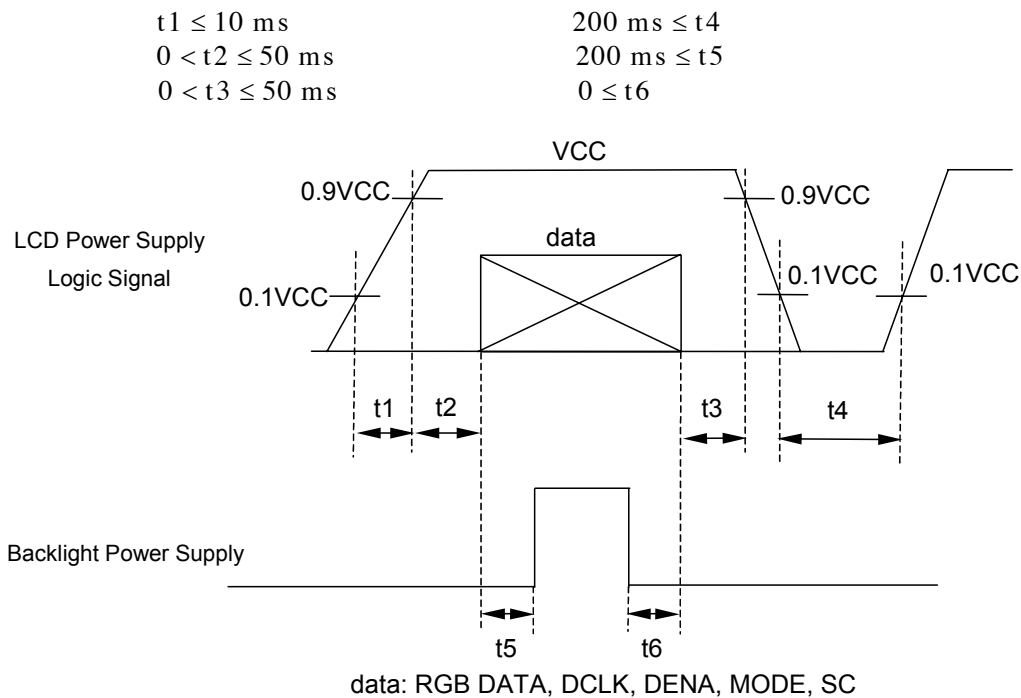 t1 ≤ 10 ms 200 ms ≤ t4
0 < t2 ≤ 50 ms 200 ms ≤ t5
0 < t3 ≤ 50 ms 0 ≤ t6
VCC
0.9VCC 0.9VCC
LCD Power Supply
Logic Signal
data
0.1VCC 0.1VCC 0.1VCC
t1 t2 t3 t4
Backlight Power Supply
t5 t6
data: RGB DATA, DCLK, DENA, MODE, SC